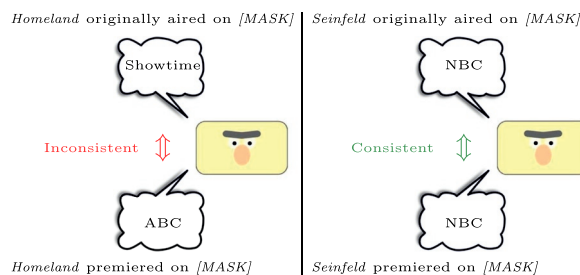 Homeland originally aired on [MASK]
Showtime
Inconsistent
ABC
Homeland premiered on [MASK]
Seinfeld originally aired on [MASK]
NBC
Consistent
NBC
Seinfeld premiered on [MASK]